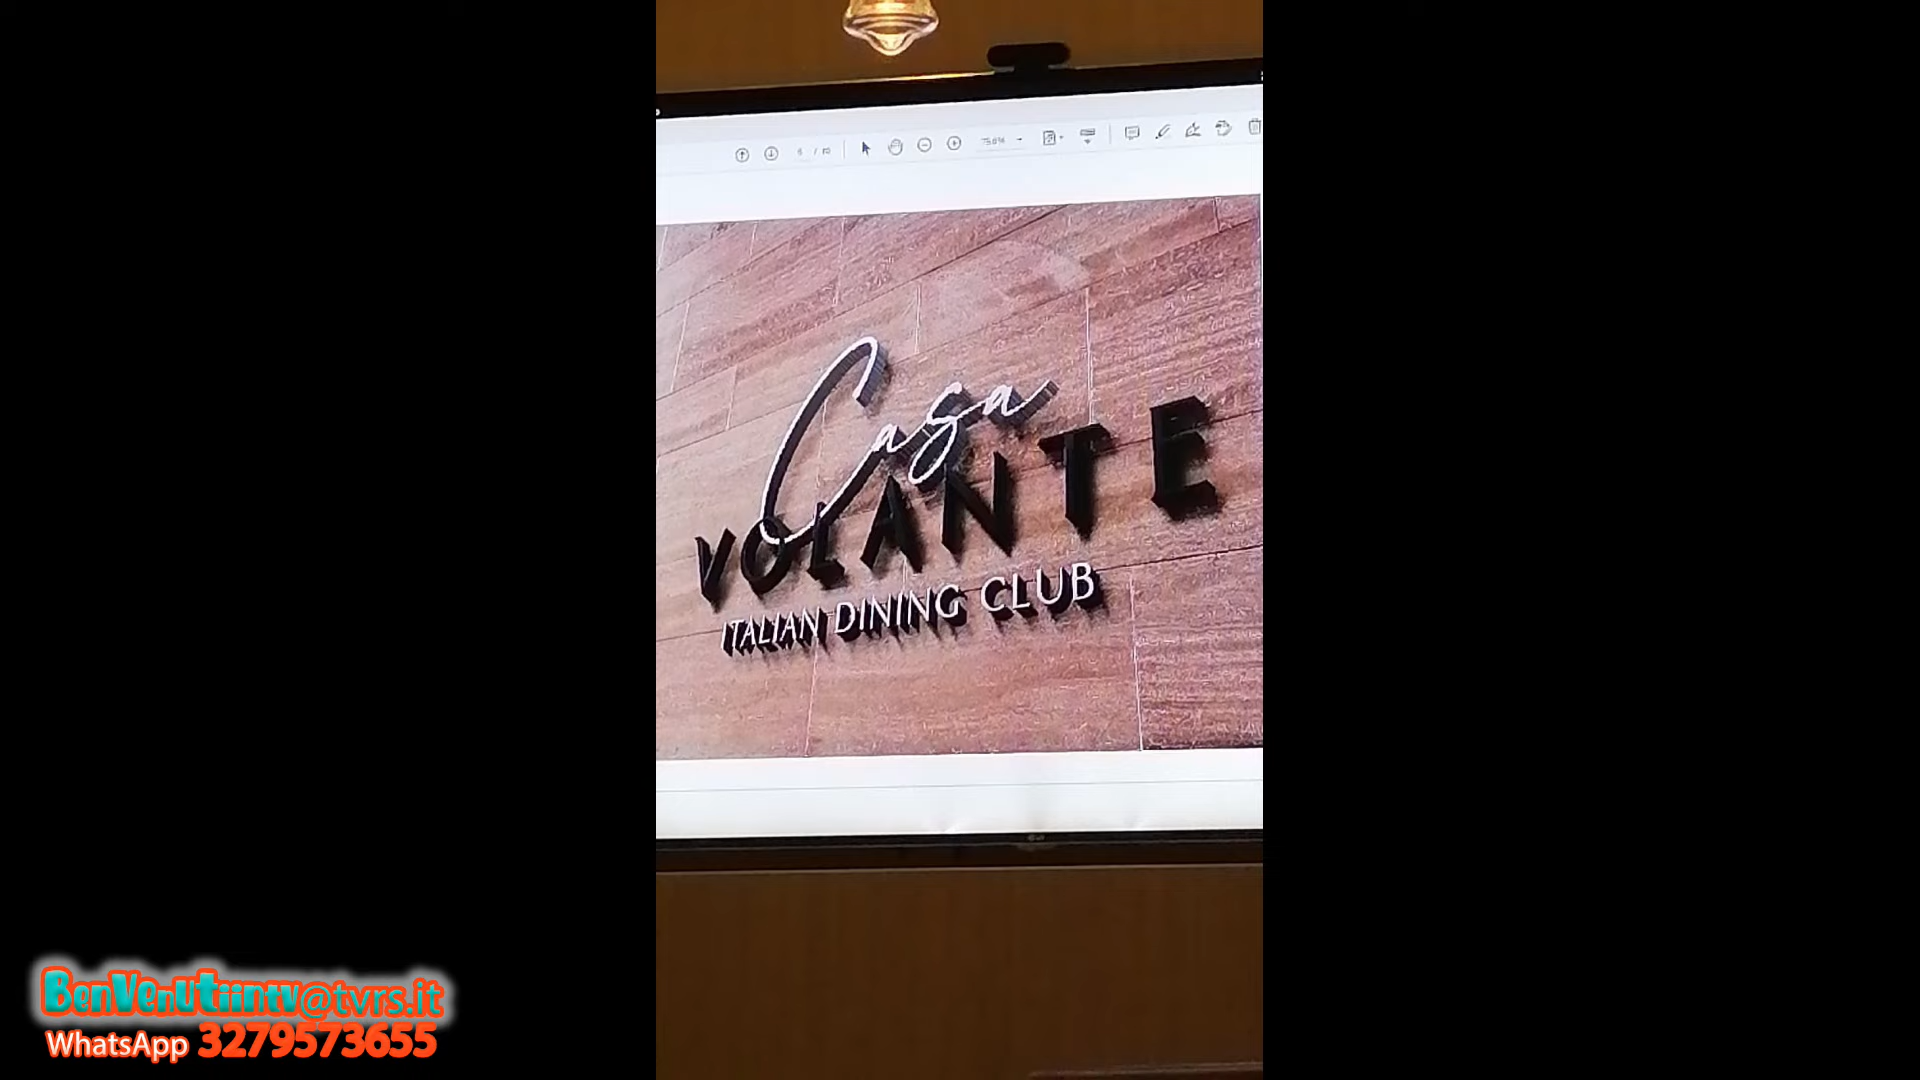 Casa
VOLANTE
ITALIAN DINING CLUB
BenVenUtiintv@tvrs.it
WhatsApp 3279573655